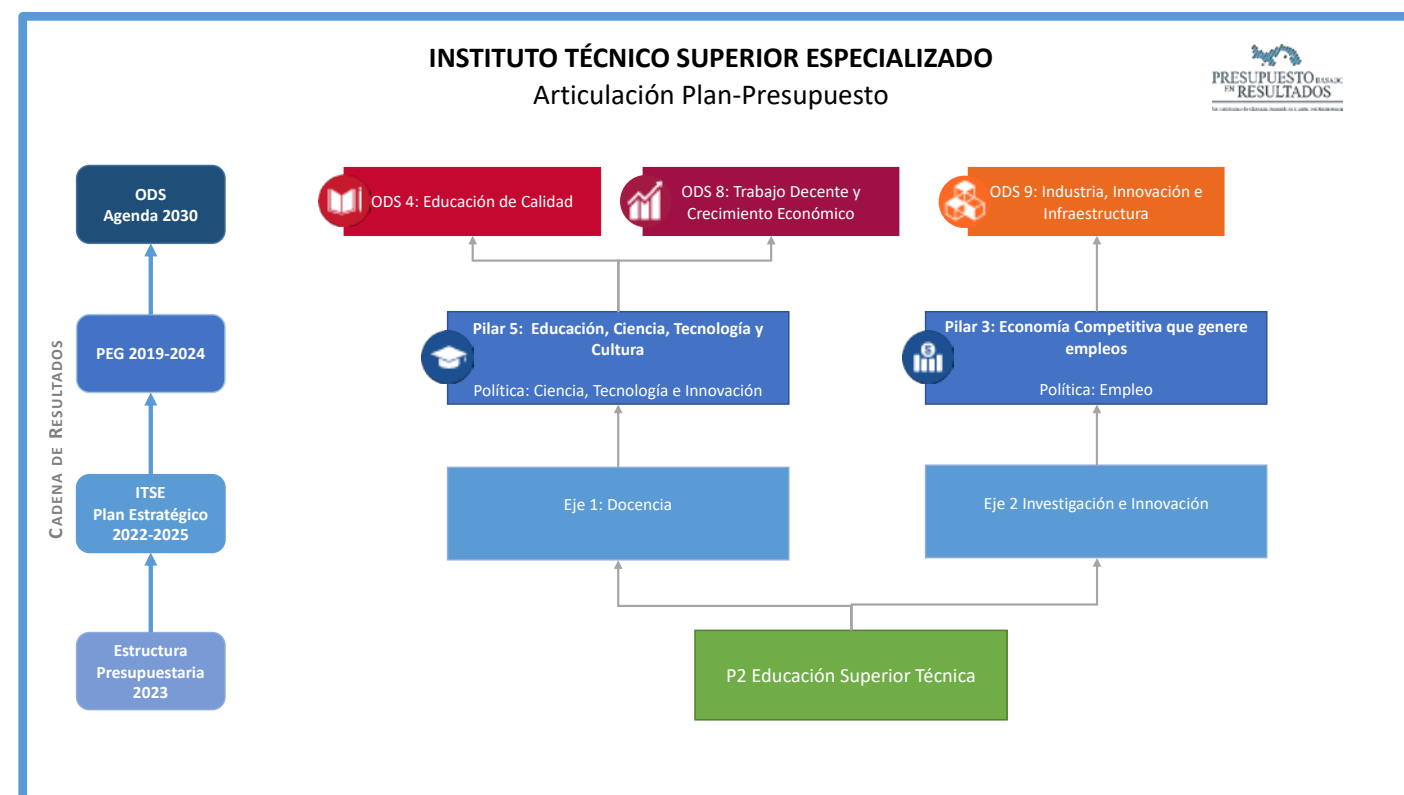 INSTITUTO TÉCNICO SUPERIOR ESPECIALIZADO
Articulación Plan-Presupuesto
PRESUPUESTO BASADO
EN RESULTADOS
CADENA DE RESULTADOS
ODS
Agenda 2030
ODS 4: Educación de Calidad
ODS 8: Trabajo Decente y
Crecimiento Económico
ODS 9: Industria, Innovación e
Infraestructura
PEG 2019-2024
Pilar 5: Educación, Ciencia, Tecnología y
Cultura
Política: Ciencia, Tecnología e Innovación
Pilar 3: Economía Competitiva que genere
empleos
Política: Empleo
ITSE
Plan Estratégico
2022-2025
Eje 1: Docencia
Eje 2 Investigación e Innovación
Estructura
Presupuestaria
2023
P2 Educación Superior Técnica